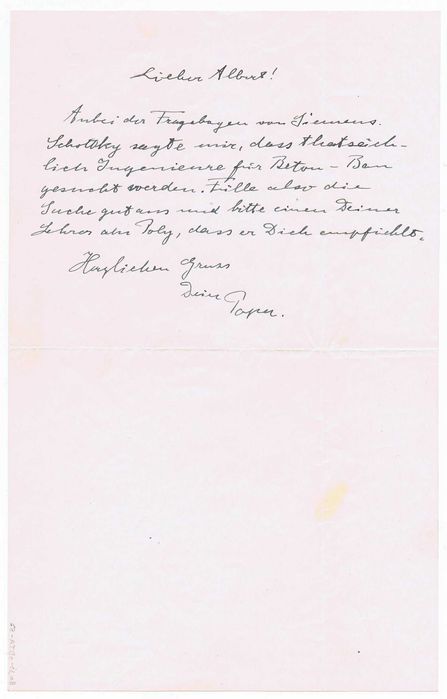 Lieber Albert!
Anbei der Fragebogen von Siemens.
Schottky sagte mir, dass thatsäch-
lich Ingenieure für Beton-Bau
gesucht werden. Fülle also die
Sache gut aus und bitte einen Deiner
Lehrer am Poly, dass er Dich empfiehlt.
Herzlichen Gruss
Dein
Papa.